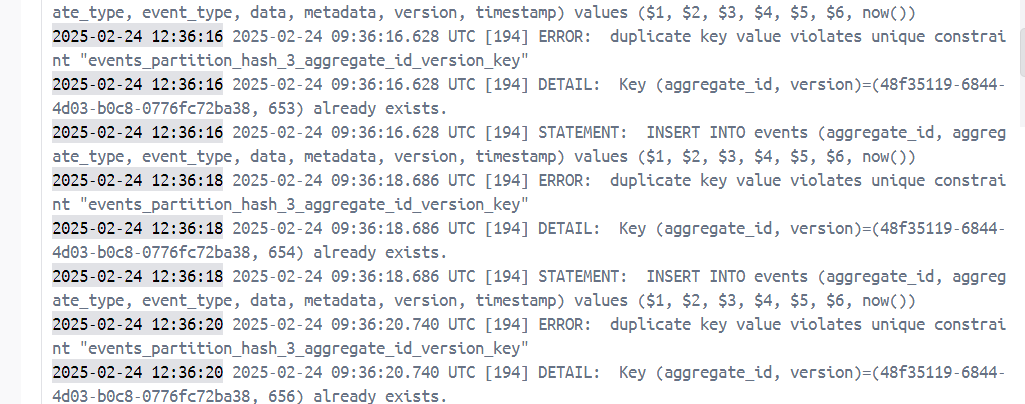 ate_type, event_type, data, metadata, version, timestamp) values ($1, $2, $3, $4, $5, $6, now())
2025-02-24 12:36:16 2025-02-24 09:36:16.628 UTC [194] ERROR:  duplicate key value violates unique constrai
nt "events_partition_hash_3_aggregate_id_version_key"
2025-02-24 12:36:16 2025-02-24 09:36:16.628 UTC [194] DETAIL:  Key (aggregate_id, version)=(48f35119-6844-
4d03-b0c8-0776fc72ba38, 653) already exists.
2025-02-24 12:36:16 2025-02-24 09:36:16.628 UTC [194] STATEMENT:  INSERT INTO events (aggregate_id, aggreg
ate_type, event_type, data, metadata, version, timestamp) values ($1, $2, $3, $4, $5, $6, now())
2025-02-24 12:36:18 2025-02-24 09:36:18.686 UTC [194] ERROR:  duplicate key value violates unique constrai
nt "events_partition_hash_3_aggregate_id_version_key"
2025-02-24 12:36:18 2025-02-24 09:36:18.686 UTC [194] DETAIL:  Key (aggregate_id, version)=(48f35119-6844-
4d03-b0c8-0776fc72ba38, 654) already exists.
2025-02-24 12:36:18 2025-02-24 09:36:18.686 UTC [194] STATEMENT:  INSERT INTO events (aggregate_id, aggreg
ate_type, event_type, data, metadata, version, timestamp) values ($1, $2, $3, $4, $5, $6, now())
2025-02-24 12:36:20 2025-02-24 09:36:20.740 UTC [194] ERROR:  duplicate key value violates unique constrai
nt "events_partition_hash_3_aggregate_id_version_key"
2025-02-24 12:36:20 2025-02-24 09:36:20.740 UTC [194] DETAIL:  Key (aggregate_id, version)=(48f35119-6844-
4d03-b0c8-0776fc72ba38, 656) already exists.